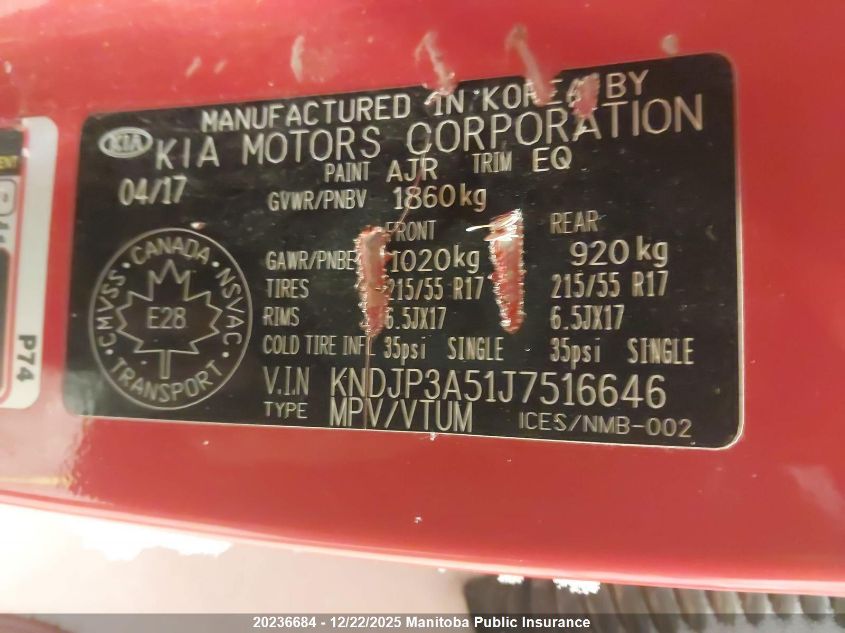 MANUFACTURED IN KOREA BY
KIA KIA MOTORS CORPORATION
04/17 PAINT AJR TRIM EQ
GVWR/PNBV 1860kg
FRONT REAR
GAWR/PNBE 1020kg 920kg
TIRES 215/55 R17 215/55 R17
RIMS 6.5JX17 6.5JX17
COLD TIRE INFL 35psi SINGLE 35psi SINGLE
V.I.N KNDJP3A51J7516646
TYPE MPV/VTUM ICES/NMB-002
CANADA
CMVSS · NSVAC
E28
TRANSPORT
P74
20236684 - 12/22/2025 Manitoba Public Insurance